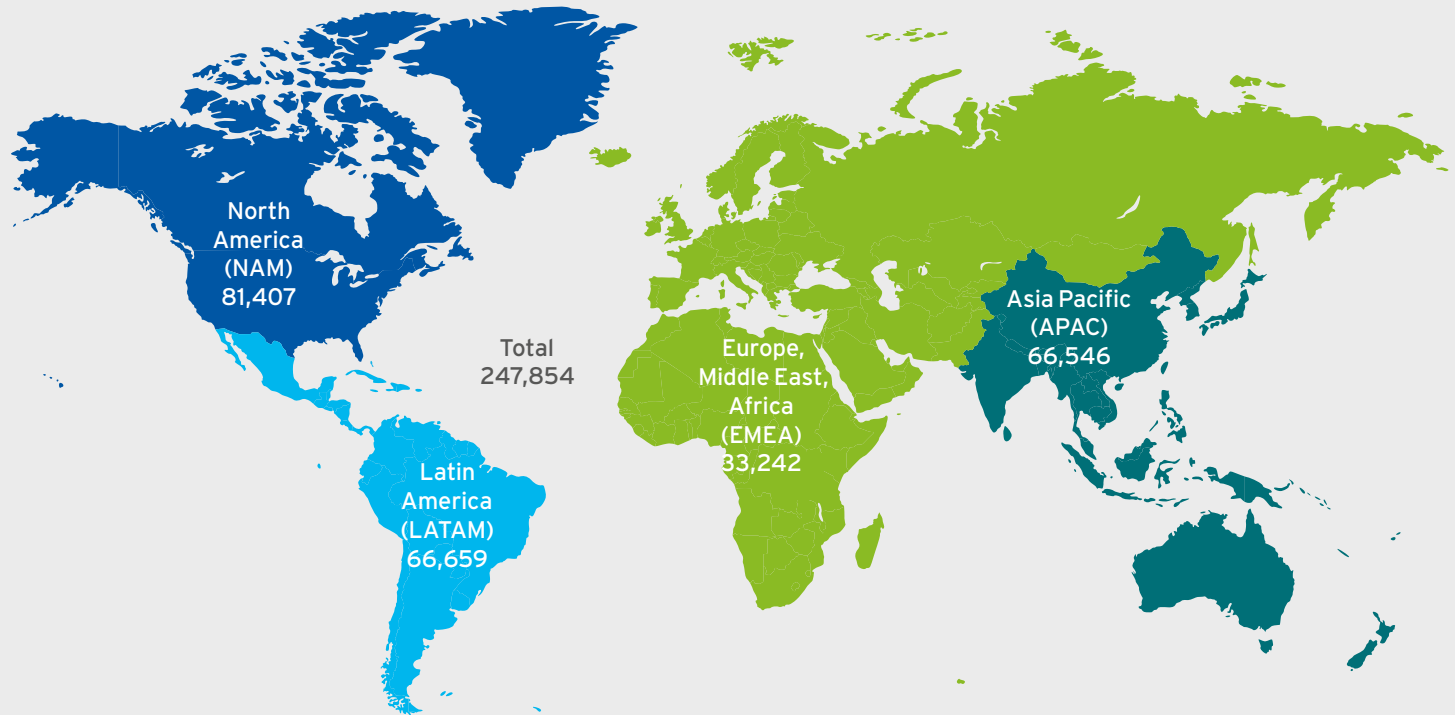 North
America
(NAM)
81,407
Total
247,854
Latin
America
(LATAM)
66,659
Europe,
Middle East,
Africa
(EMEA)
33,242
Asia Pacific
(APAC)
66,546